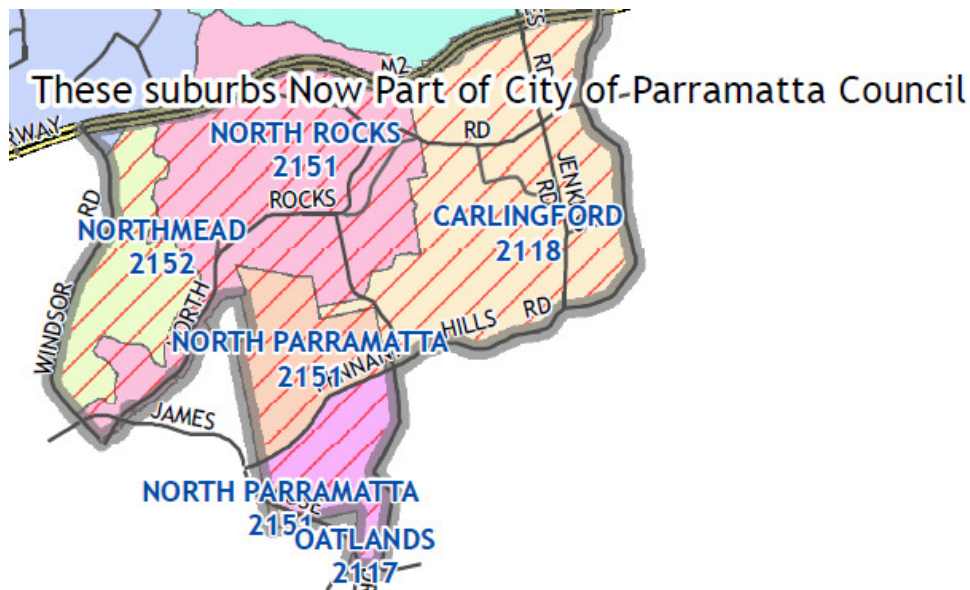 RD
M2
These suburbs Now Part of City of Parramatta Council
RWAY
NORTH ROCKS
2151
RD
JENKINS
RD
ROCKS
RD
CARLINGFORD
2118
NORTHMEAD
2152
WINDSOR
NORTH
HILLS
RD
NORTH PARRAMATTA
2151
JAMES
NORTH PARRAMATTA
2151
OATLANDS
2117